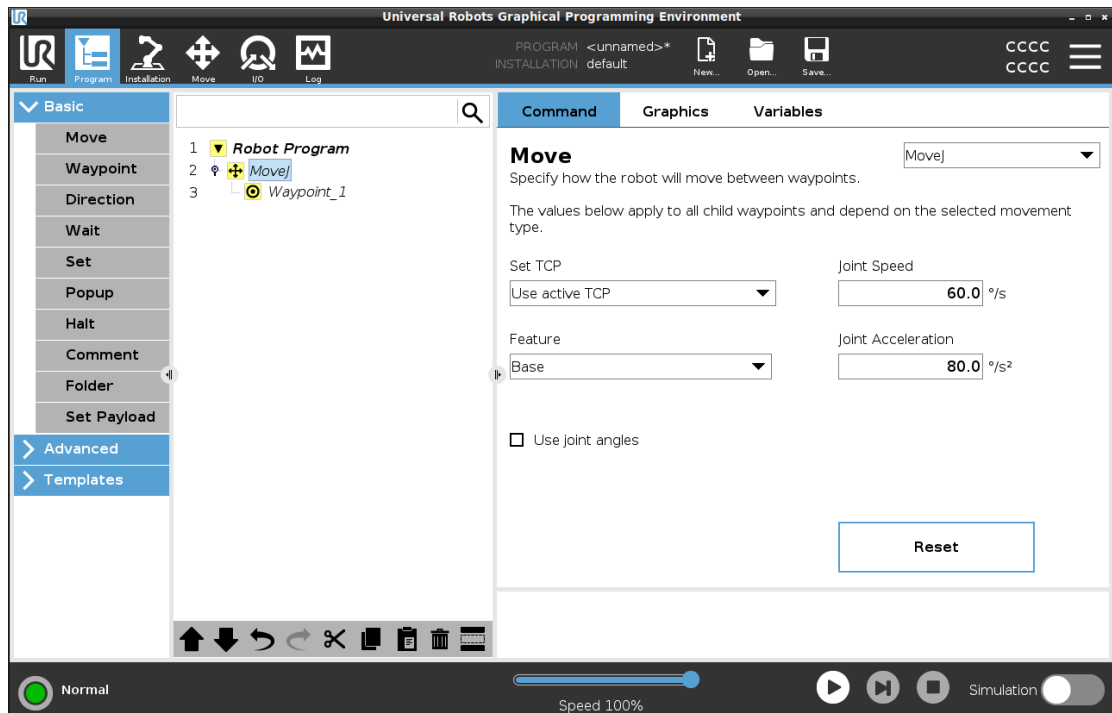 Universal Robots Graphical Programming Environment
UR
PROGRAM <unnamed>*
INSTALLATION default
CCCC
CCCC
Run Program Installation Move I/O Log New... Open... Save...
Basic
Move
Waypoint
Direction
Wait
Set
Popup
Halt
Comment
Folder
Set Payload
Advanced
Templates
1 Robot Program
2 MoveJ
3 Waypoint_1
Command Graphics Variables
Move
MoveJ
Specify how the robot will move between waypoints.
The values below apply to all child waypoints and depend on the selected movement
type.
Set TCP
Joint Speed
Use active TCP
60.0 °/s
Feature
Joint Acceleration
Base
80.0 °/s²
Use joint angles
Reset
Normal
Speed 100%
Simulation